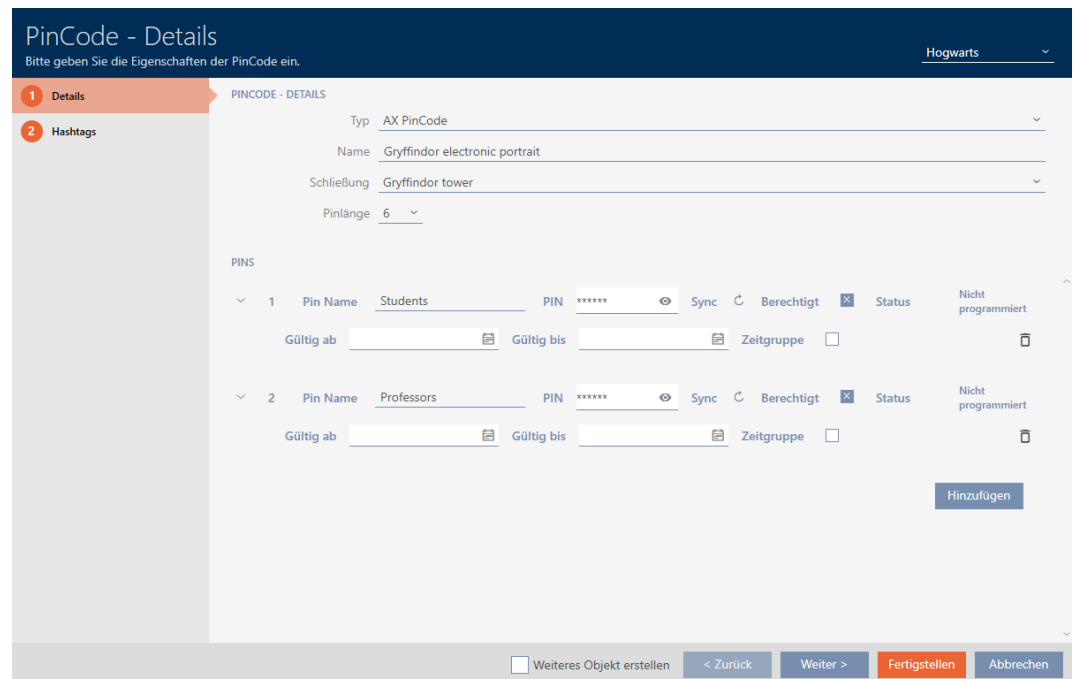 PinCode - Details
Bitte geben Sie die Eigenschaften der PinCode ein.
Hogwarts
1 Details
2 Hashtags
PINCODE - DETAILS
Typ AX PinCode
Name Gryffindor electronic portrait
Schließung Gryffindor tower
Pinlänge 6
PINS
1 Pin Name Students PIN ****** Sync Berechtigt Status Nicht
programmiert
Gültig ab Gültig bis Zeitgruppe
2 Pin Name Professors PIN ****** Sync Berechtigt Status Nicht
programmiert
Gültig ab Gültig bis Zeitgruppe
Hinzufügen
Weiteres Objekt erstellen < Zurück Weiter > Fertigstellen Abbrechen